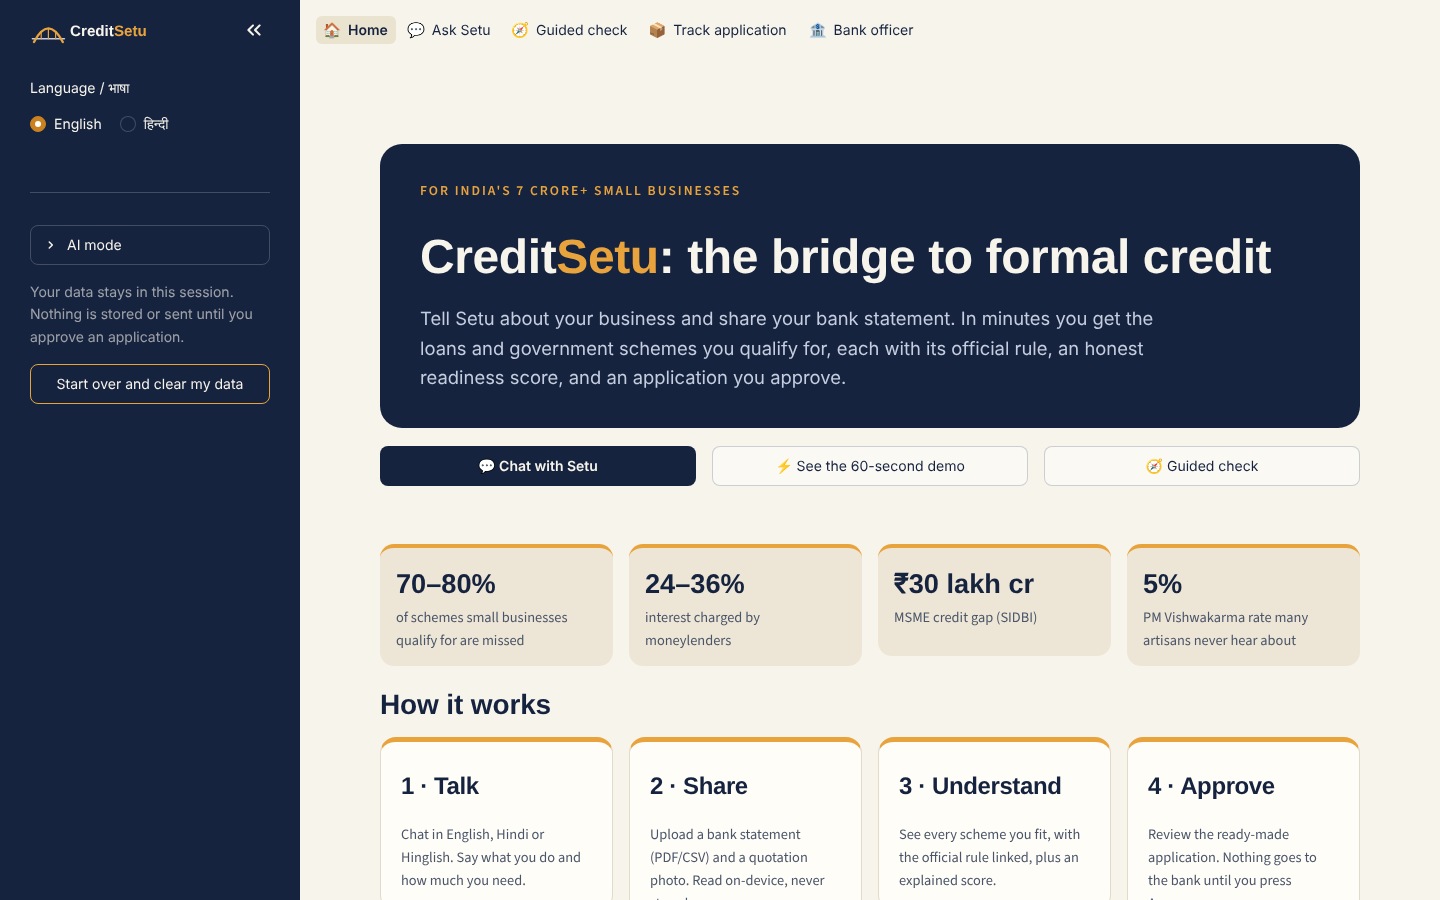 CreditSetu
Language / भाषा
English
हिन्दी
AI mode
Your data stays in this session.
Nothing is stored or sent until you
approve an application.
Start over and clear my data
Home
Ask Setu
Guided check
Track application
Bank officer
FOR INDIA'S 7 CRORE+ SMALL BUSINESSES
CreditSetu: the bridge to formal credit
Tell Setu about your business and share your bank statement. In minutes you get the
loans and government schemes you qualify for, each with its official rule, an honest
readiness score, and an application you approve.
Chat with Setu
See the 60-second demo
Guided check
70–80%
of schemes small businesses
qualify for are missed
24–36%
interest charged by
moneylenders
₹30 lakh cr
MSME credit gap (SIDBI)
5%
PM Vishwakarma rate many
artisans never hear about
How it works
1 · Talk
Chat in English, Hindi or
Hinglish. Say what you do and
how much you need.
2 · Share
Upload a bank statement
(PDF/CSV) and a quotation
photo. Read on-device, never
3 · Understand
See every scheme you fit, with
the official rule linked, plus an
explained score.
4 · Approve
Review the ready-made
application. Nothing goes to
the bank until you press